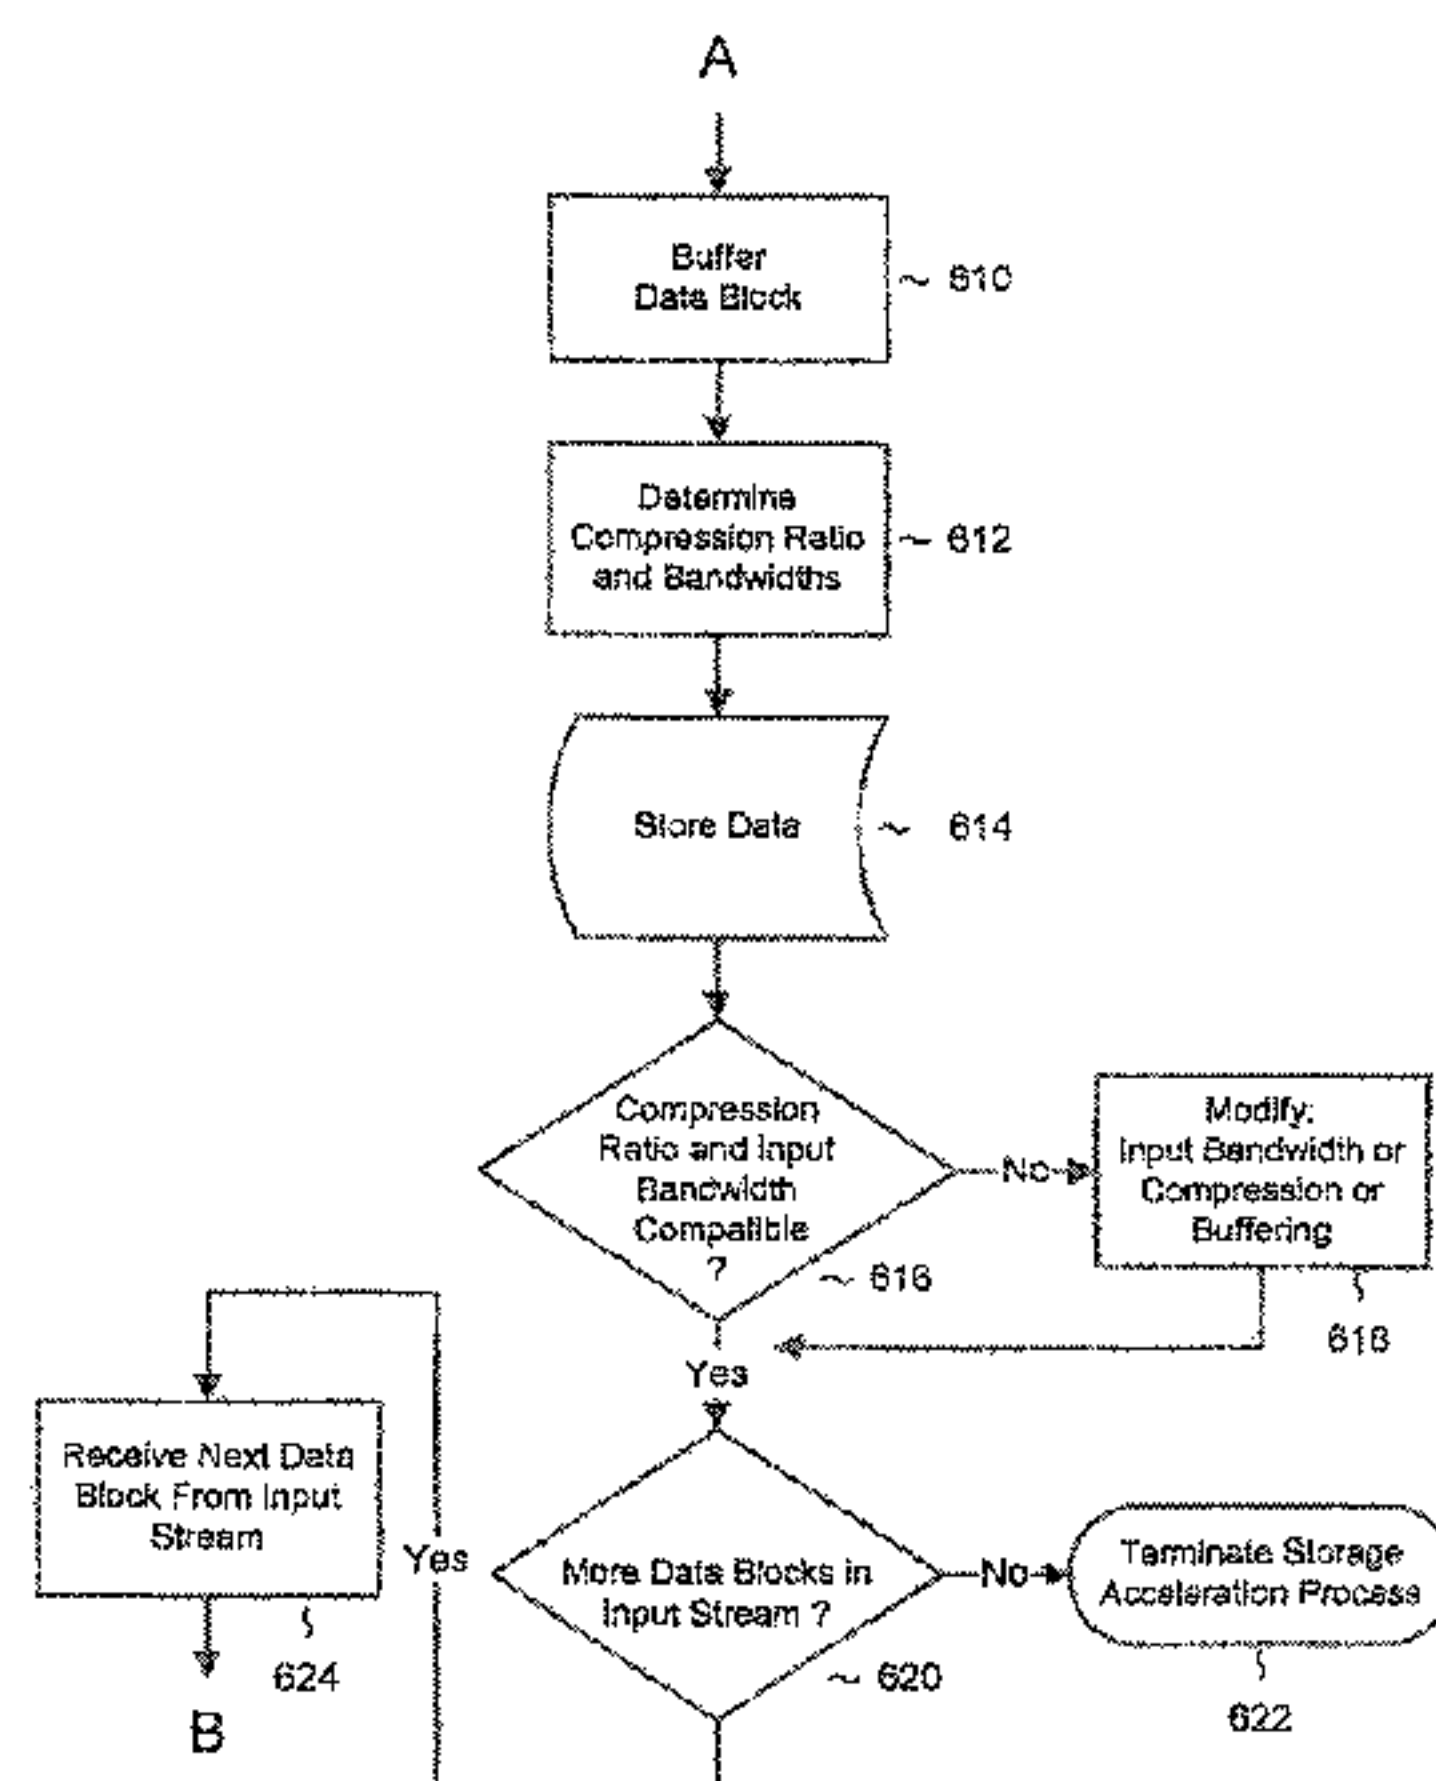 A
Buffer
Data Block
~ 610
Determine
Compression Ratio
and Bandwidths
~ 612
Store Data
~ 614
Compression
Ratio and Input
Bandwidth
Compatible
?
~ 616
No
Modify:
Input Bandwidth or
Compression or
Buffering
618
Yes
Receive Next Data
Block From Input
Stream
624
B
Yes
More Data Blocks in
Input Stream ?
~ 620
No
Terminate Storage
Acceleration Process
622